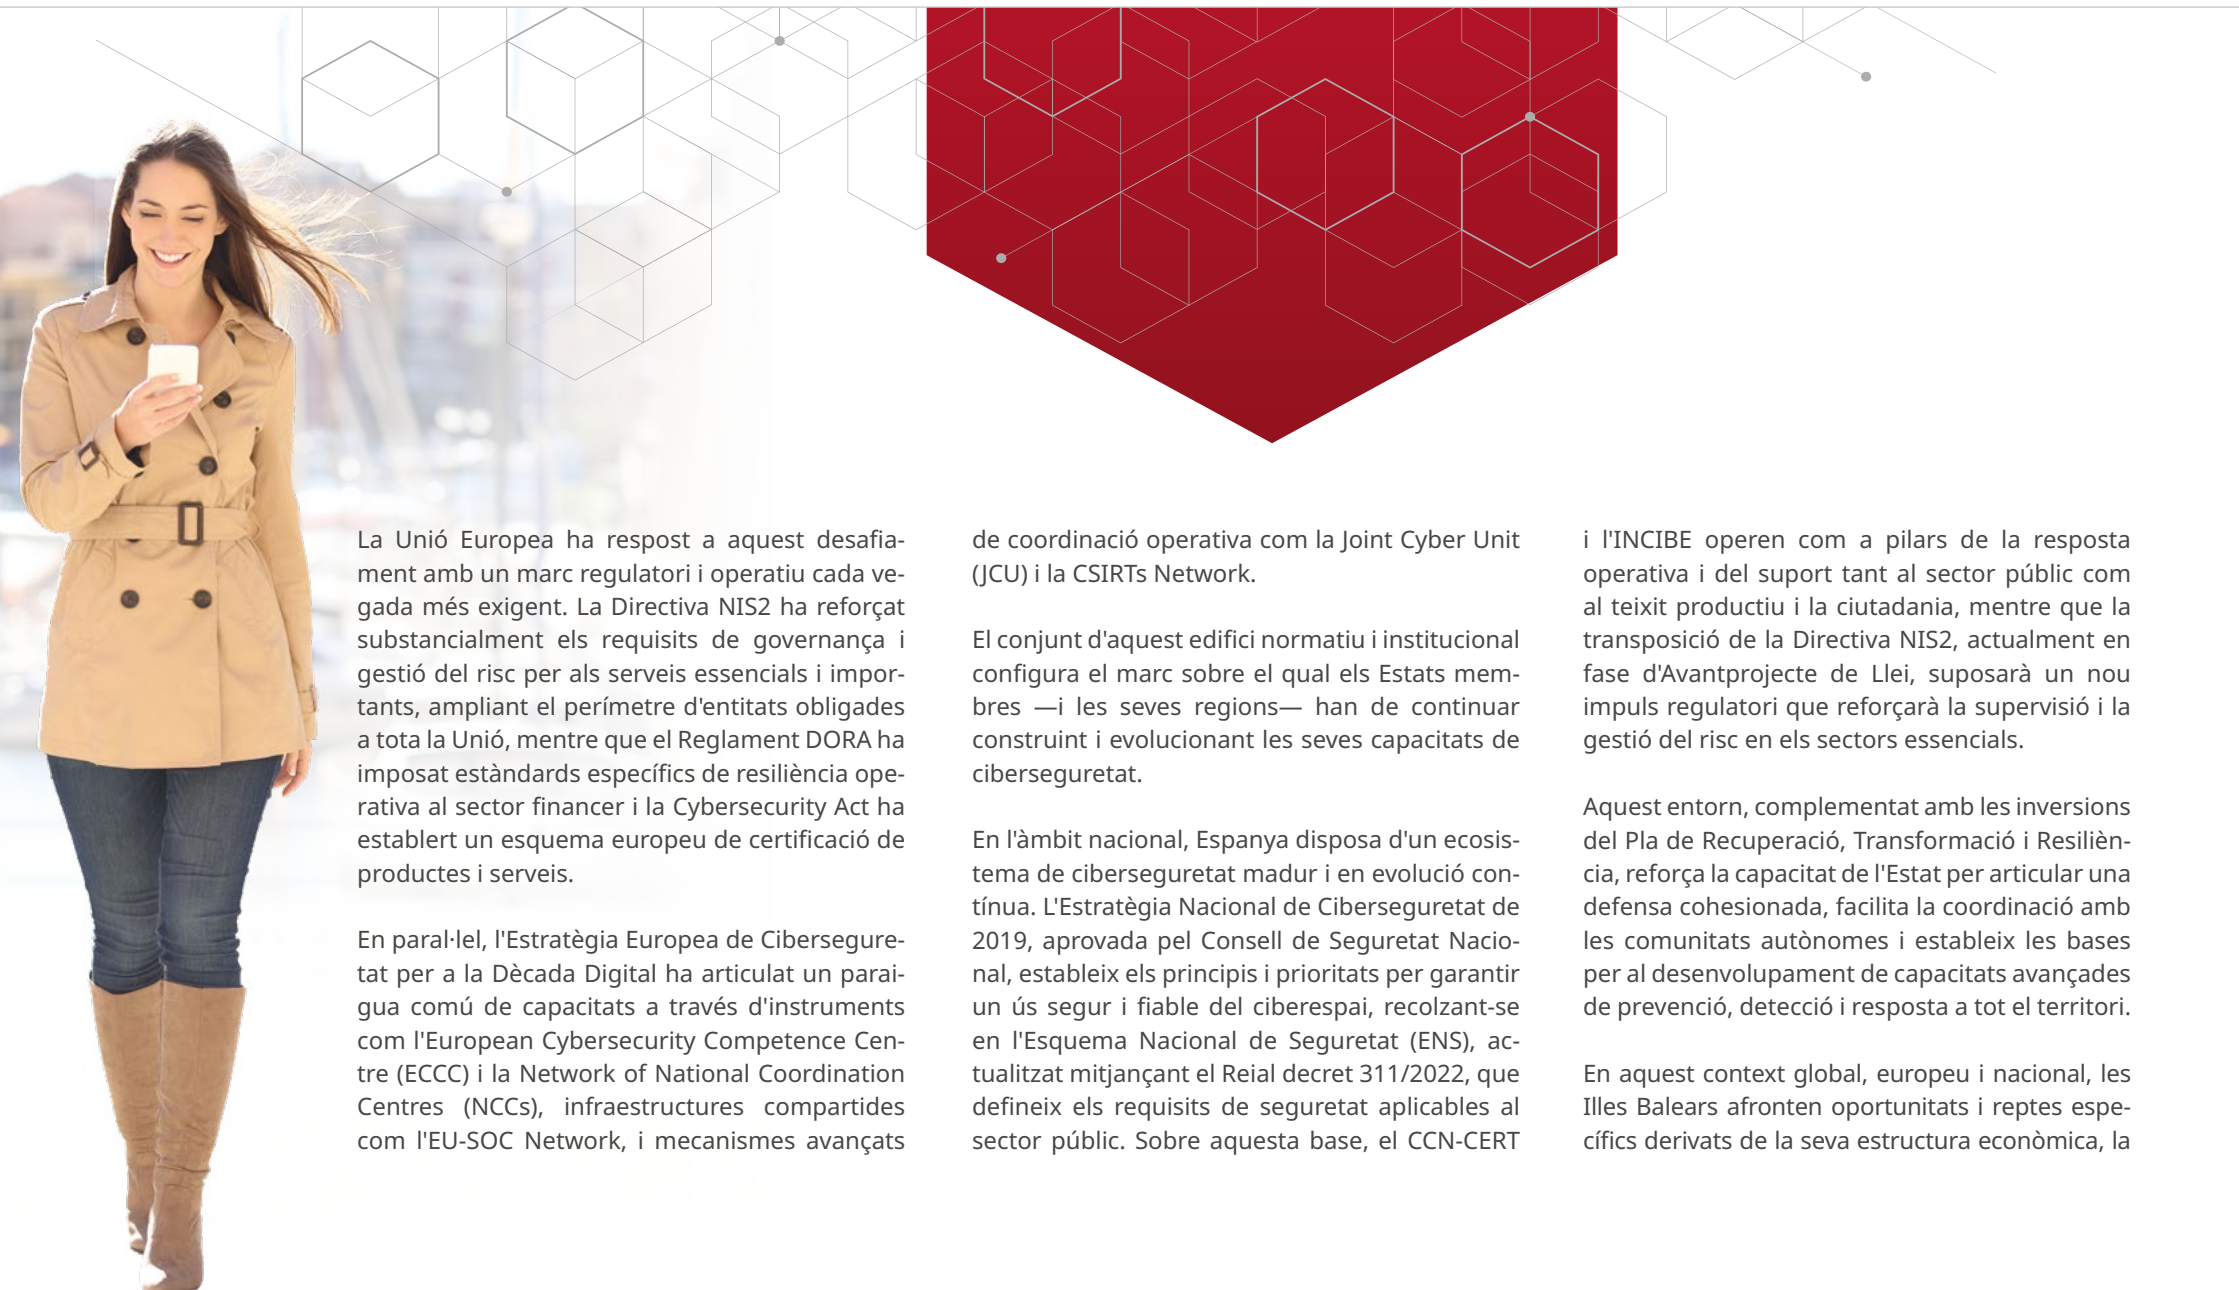 La Unió Europea ha respost a aquest desafia-
ment amb un marc regulatori i operatiu cada ve-
gada més exigent. La Directiva NIS2 ha reforçat
substancialment els requisits de governança i
gestió del risc per als serveis essencials i impor-
tants, ampliant el perímetre d'entitats obligades
a tota la Unió, mentre que el Reglament DORA ha
imposat estàndards específics de resiliència ope-
rativa al sector financer i la Cybersecurity Act ha
establert un esquema europeu de certificació de
productes i serveis.
En paral·lel, l'Estratègia Europea de Cibersegure-
tat per a la Dècada Digital ha articulat un parai-
gua comú de capacitats a través d'instruments
com l'European Cybersecurity Competence Cen-
tre (ECCC) i la Network of National Coordination
Centres (NCCs), infraestructures compartides
com l'EU-SOC Network, i mecanismes avançats
de coordinació operativa com la Joint Cyber Unit
(JCU) i la CSIRTs Network.
El conjunt d'aquest edifici normatiu i institucional
configura el marc sobre el qual els Estats mem-
bres —i les seves regions— han de continuar
construint i evolucionant les seves capacitats de
ciberseguretat.
En l'àmbit nacional, Espanya disposa d'un ecosis-
tema de ciberseguretat madur i en evolució con-
tínua. L'Estratègia Nacional de Ciberseguretat de
2019, aprovada pel Consell de Seguretat Nacio-
nal, estableix els principis i prioritats per garantir
un ús segur i fiable del ciberespai, recolzant-se
en l'Esquema Nacional de Seguretat (ENS), ac-
tualitzat mitjançant el Reial decret 311/2022, que
defineix els requisits de seguretat aplicables al
sector públic. Sobre aquesta base, el CCN-CERT
i l'INCIBE operen com a pilars de la resposta
operativa i del suport tant al sector públic com
al teixit productiu i la ciutadania, mentre que la
transposició de la Directiva NIS2, actualment en
fase d'Avantprojecte de Llei, suposarà un nou
impuls regulatori que reforçarà la supervisió i la
gestió del risc en els sectors essencials.
Aquest entorn, complementat amb les inversions
del Pla de Recuperació, Transformació i Resilièn-
cia, reforça la capacitat de l'Estat per articular una
defensa cohesionada, facilita la coordinació amb
les comunitats autònomes i estableix les bases
per al desenvolupament de capacitats avançades
de prevenció, detecció i resposta a tot el territori.
En aquest context global, europeu i nacional, les
Illes Balears afronten oportunitats i reptes espe-
cífics derivats de la seva estructura econòmica, la